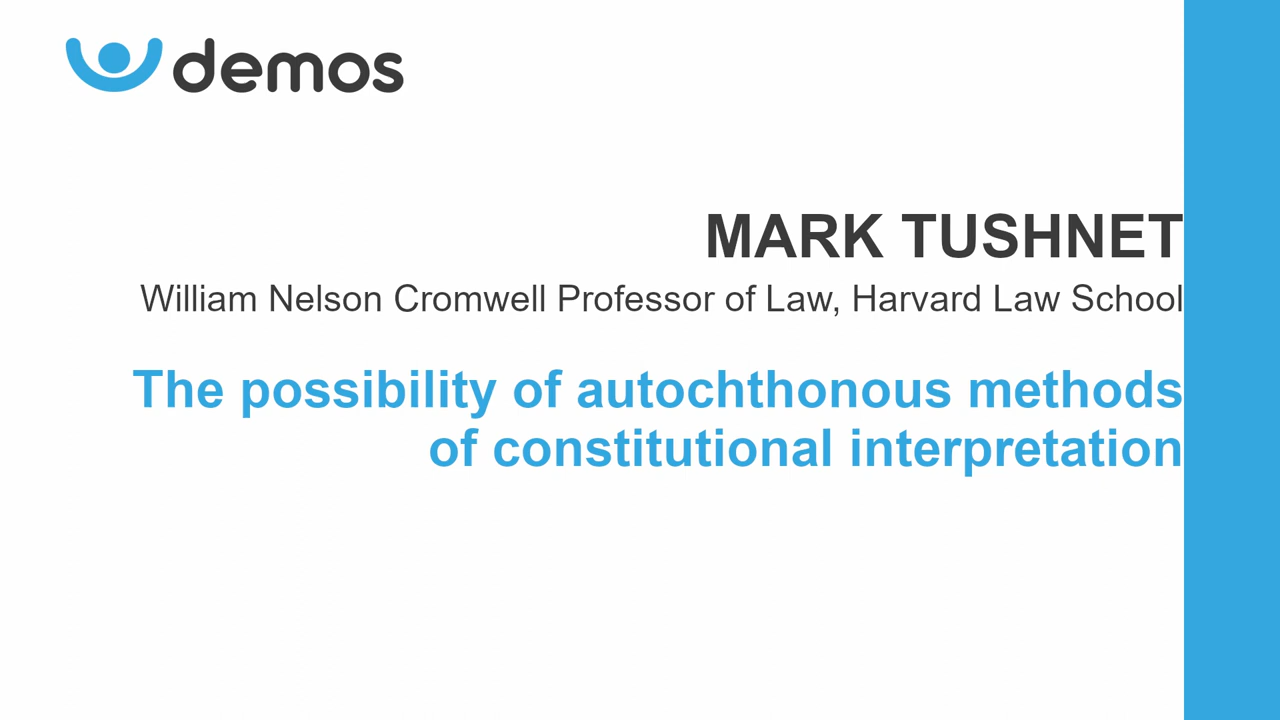 demos
MARK TUSHNET
William Nelson Cromwell Professor of Law, Harvard Law School
The possibility of autochthonous methods
of constitutional interpretation